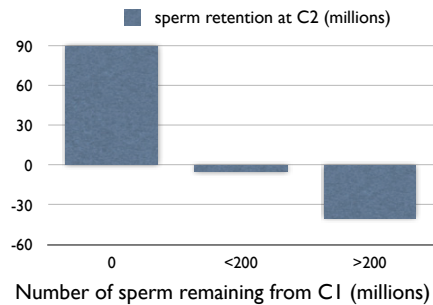 sperm retention at C2 (millions)
90
60
30
0
-30
-60
0 <200 >200
Number of sperm remaining from C1 (millions)